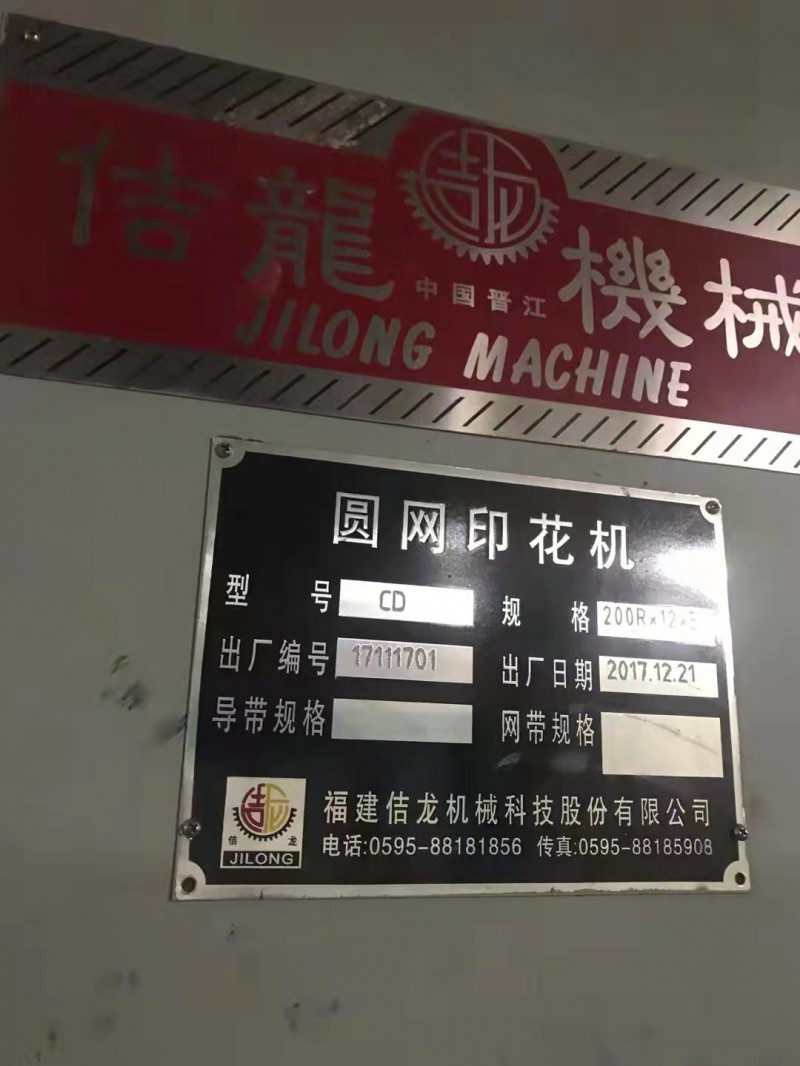 佶龍 機械
中国晋江
JILONG MACHINE
圆网印花机
型号 CD 规格 200R×12×
出厂编号 17111701 出厂日期 2017.12.21
导带规格 网带规格
佶龙
JILONG
福建佶龙机械科技股份有限公司
电话:0595-88181856 传真:0595-88185908